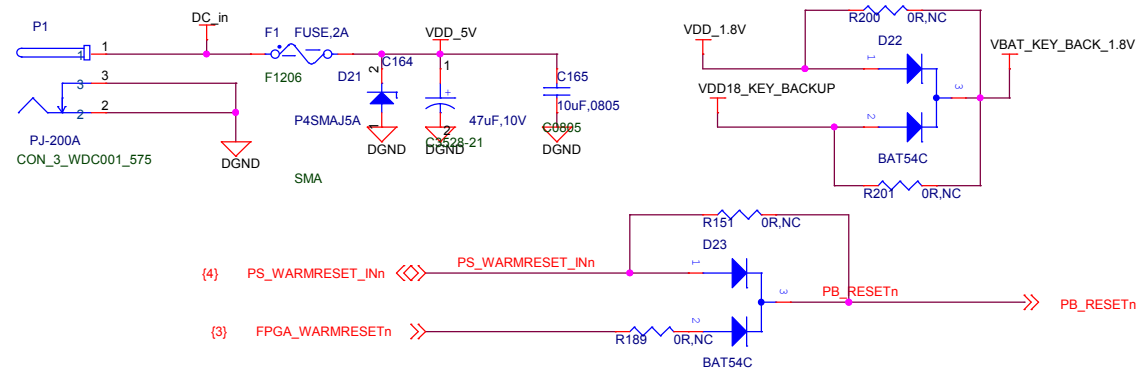 P1
DC_in
1
1
F1
FUSE,2A
F1206
VDD_5V
3
3
2
2
PJ-200A
CON_3_WDC001_575
DGND
D21
2
1
P4SMAJ5A
DGND
SMA
C164
1
+
47uF,10V
2
C3528-21
DGND
C165
10uF,0805
C0805
DGND
R200
0R,NC
VDD_1.8V
D22
1
VBAT_KEY_BACK_1.8V
VDD18_KEY_BACKUP
3
2
BAT54C
R201
0R,NC
R151
0R,NC
D23
{4}
PS_WARMRESET_INn
PS_WARMRESET_INn
1
3
PB_RESETn
PB_RESETn
{3}
FPGA_WARMRESETn
2
R189
0R,NC
BAT54C